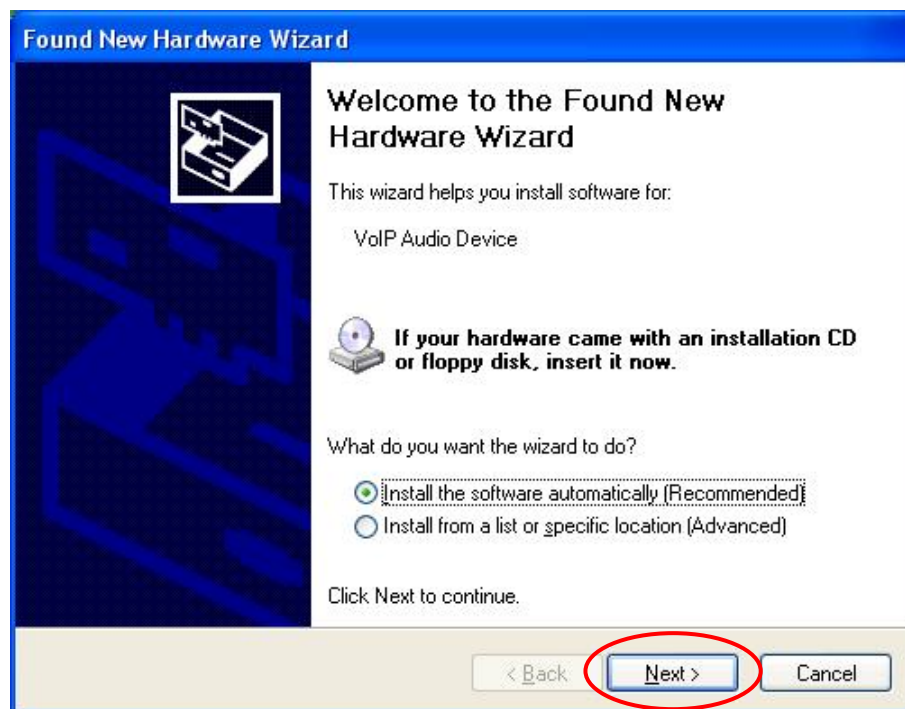 Found New Hardware Wizard
Welcome to the Found New
Hardware Wizard
This wizard helps you install software for:
VoIP Audio Device
If your hardware came with an installation CD
or floppy disk, insert it now.
What do you want the wizard to do?
Install the software automatically (Recommended)
Install from a list or specific location (Advanced)
Click Next to continue.
< Back Next > Cancel